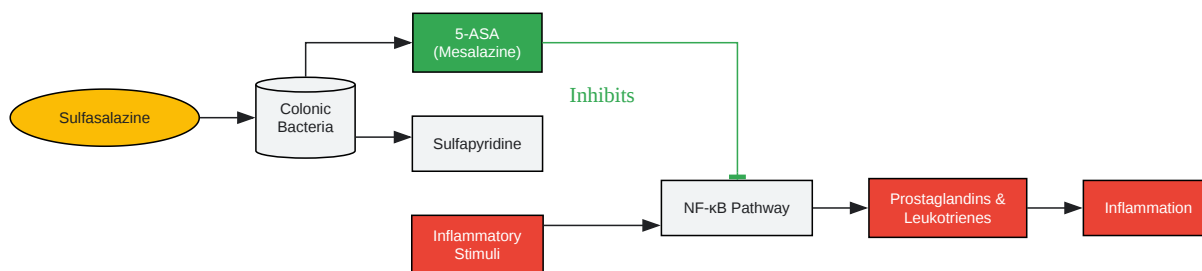 5-ASA
(Mesalazine)
Inhibits
Sulfasalazine
Colonic
Bacteria
Sulfapyridine
NF-κB Pathway
Prostaglandins &
Leukotrienes
Inflammation
Inflammatory
Stimuli